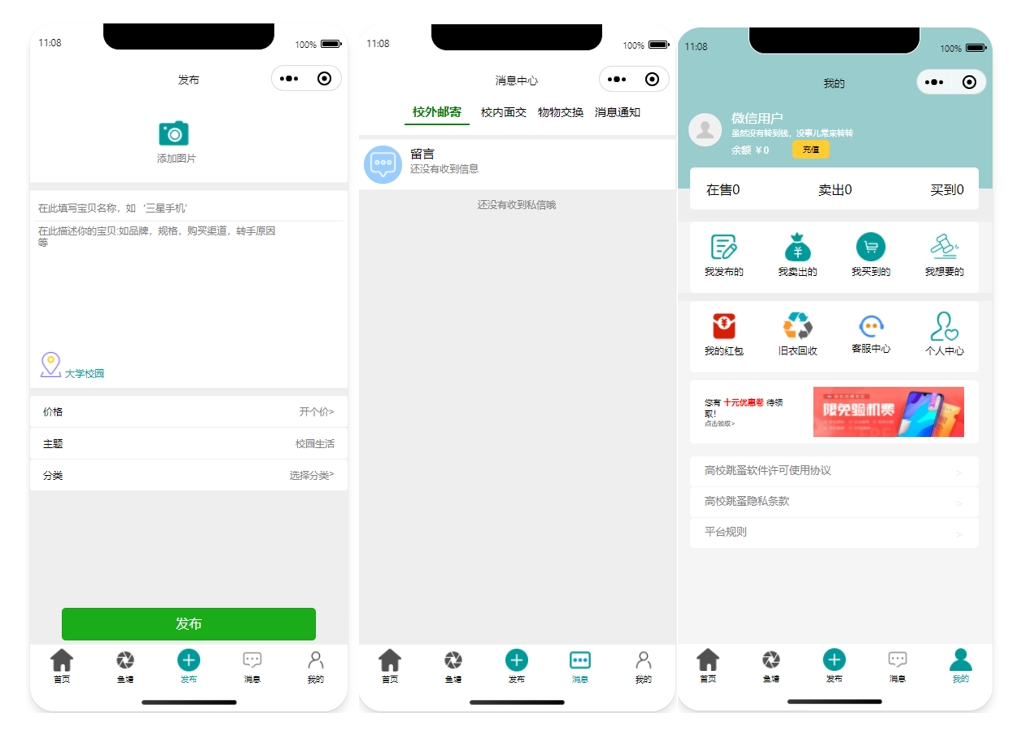 11:08
100%
发布
添加图片
在此填写宝贝名称，如‘三星手机’
在此描述你的宝贝:如品牌，规格，购买渠道，转手原因
等
大学校园
价格
开个价>
主题
校园生活
分类
选择分类>
发布
首页
鱼塘
发布
消息
我的
11:08
100%
消息中心
校外邮寄 校内面交 物物交换 消息通知
留言
还没有收到信息
还没有收到私信哦
首页
鱼塘
发布
消息
我的
11:08
100%
我的
微信用户
虽然没有转到钱，没事儿常来转转
余额 ¥0
充值
在售0
卖出0
买到0
我发布的
我卖出的
我买到的
我想要的
我的红包
旧衣回收
客服中心
个人中心
您有 十元优惠卷 待领
取！
点击领取>
限免验机费
高校跳蚤软件许可使用协议 >
高校跳蚤隐私条款 >
平台规则 >
首页
鱼塘
发布
消息
我的